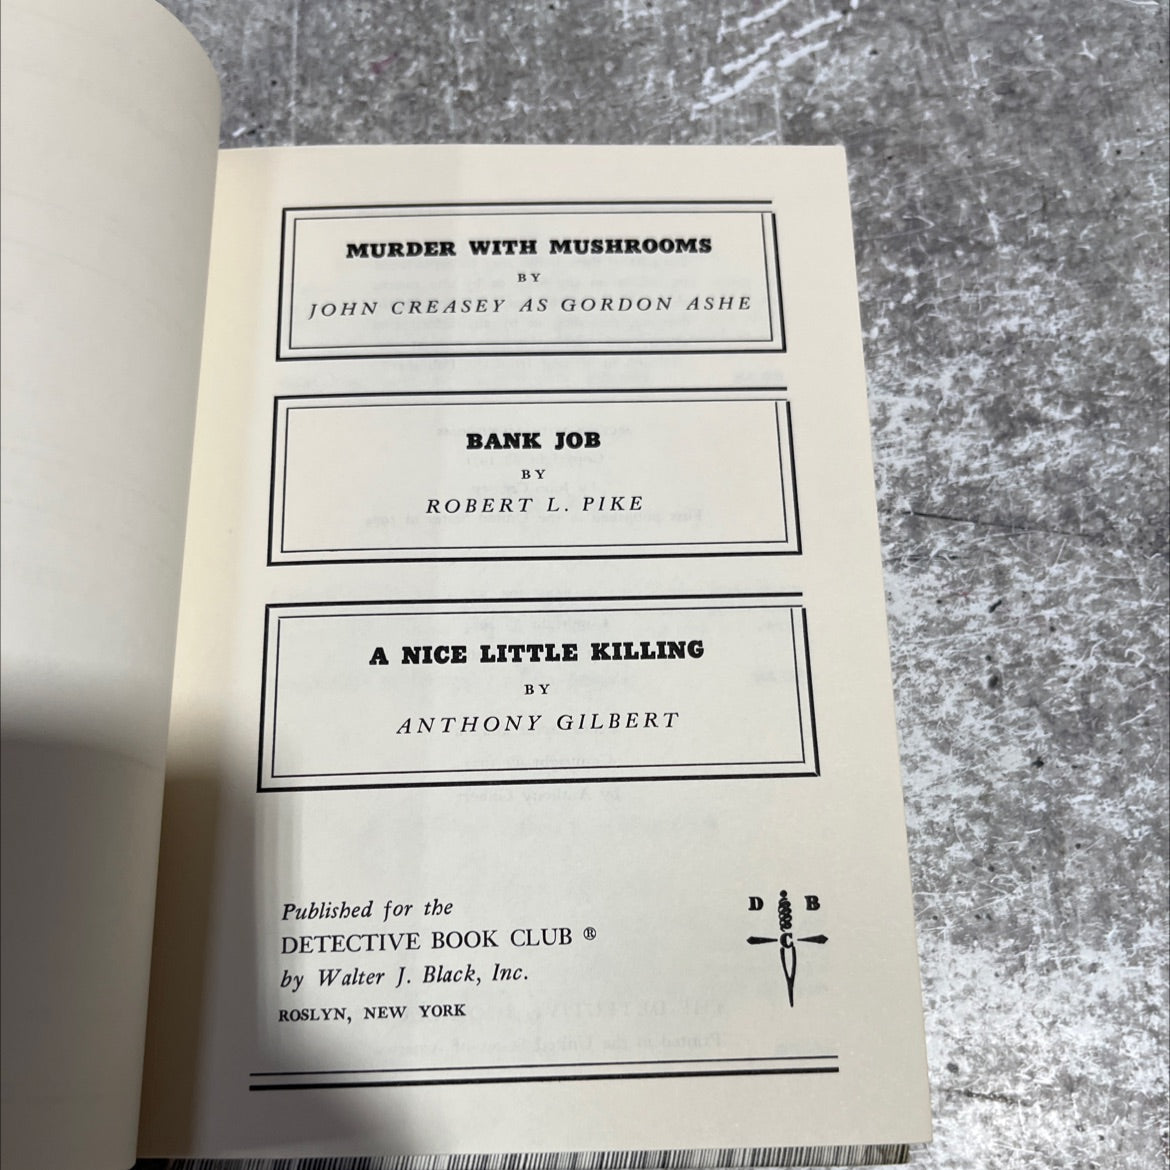 MURDER WITH MUSHROOMS
BY
JOHN CREASEY AS GORDON ASHE
BANK JOB
BY
ROBERT L. PIKE
A NICE LITTLE KILLING
BY
ANTHONY GILBERT
Published for the
DETECTIVE BOOK CLUB ®
by Walter J. Black, Inc.
ROSLYN, NEW YORK
D B
C